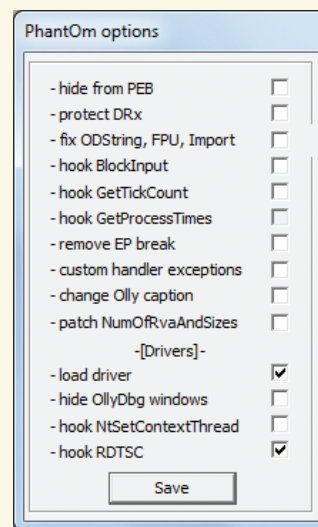 PhantOm options
- hide from PEB
- protect DRx
- fix ODString, FPU, Import
- hook BlockInput
- hook GetTickCount
- hook GetProcessTimes
- remove EP break
- custom handler exceptions
- change Olly caption
- patch NumOfRvaAndSizes
-[Drivers]-
- load driver
- hide OllyDbg windows
- hook NtSetContextThread
- hook RDTSC
Save